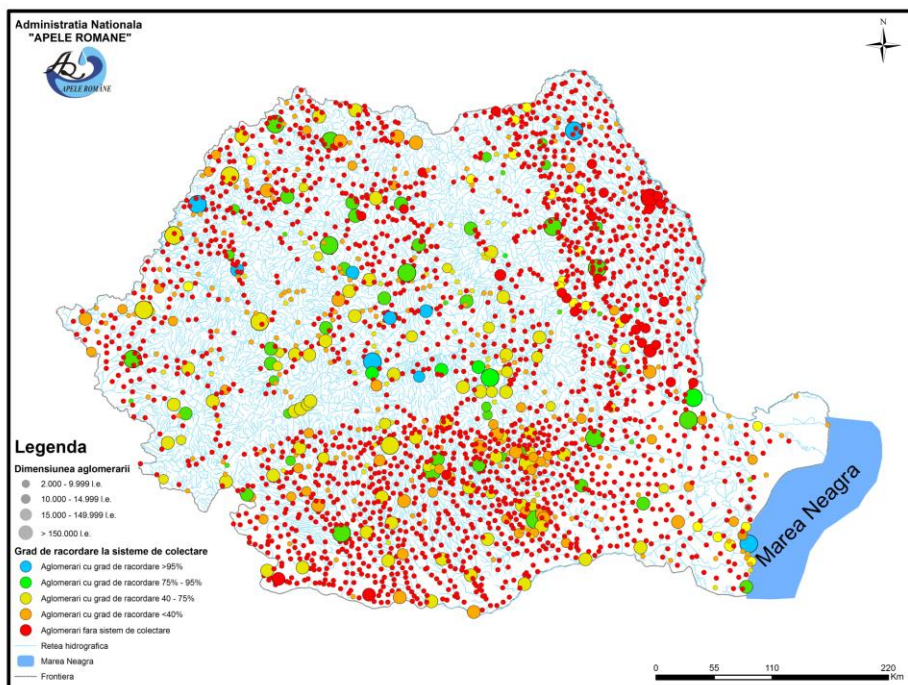 Administratia Nationala
"APELE ROMANE"
APELE ROMÂNE
N
Legenda
Dimensiunea aglomerarii
2.000 - 9.999 l.e.
10.000 - 14.999 l.e.
15.000 - 149.999 l.e.
> 150.000 l.e.
Grad de racordare la sisteme de colectare
Aglomerari cu grad de racordare >95%
Aglomerari cu grad de racordare 75% - 95%
Aglomerari cu grad de racordare 40 - 75%
Aglomerari cu grad de racordare <40%
Aglomerari fara sistem de colectare
Retea hidrografica
Marea Neagra
Frontiera
Marea Neagra
0 55 110 220
Km